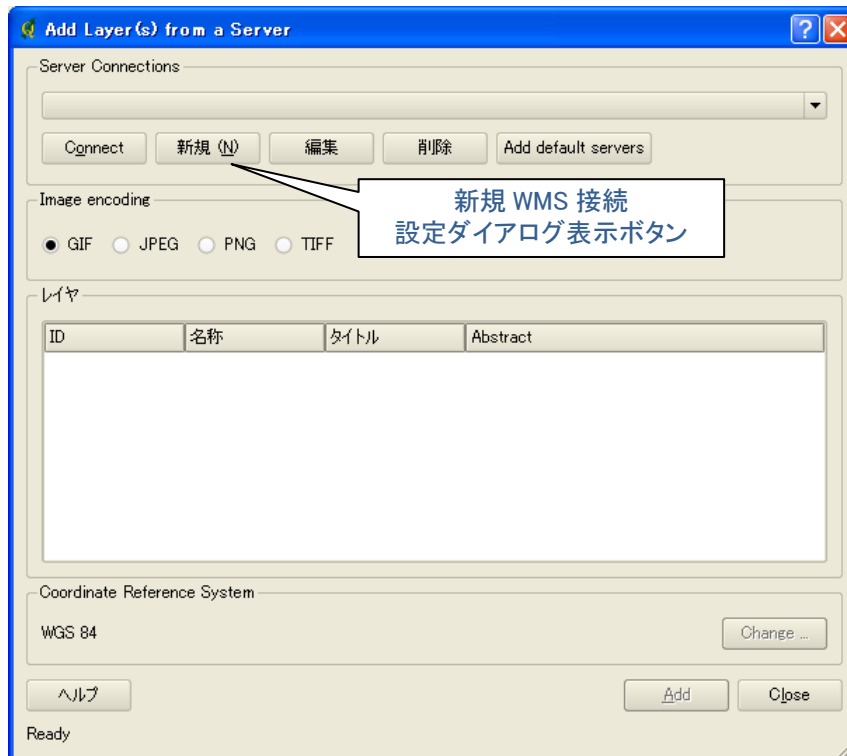 Add Layer(s) from a Server
Server Connections
Connect 新規 (N) 編集 削除 Add default servers
新規 WMS 接続
設定ダイアログ表示ボタン
Image encoding
GIF JPEG PNG TIFF
レイヤ
ID 名称 タイトル Abstract
Coordinate Reference System
WGS 84 Change ...
ヘルプ Add Close
Ready